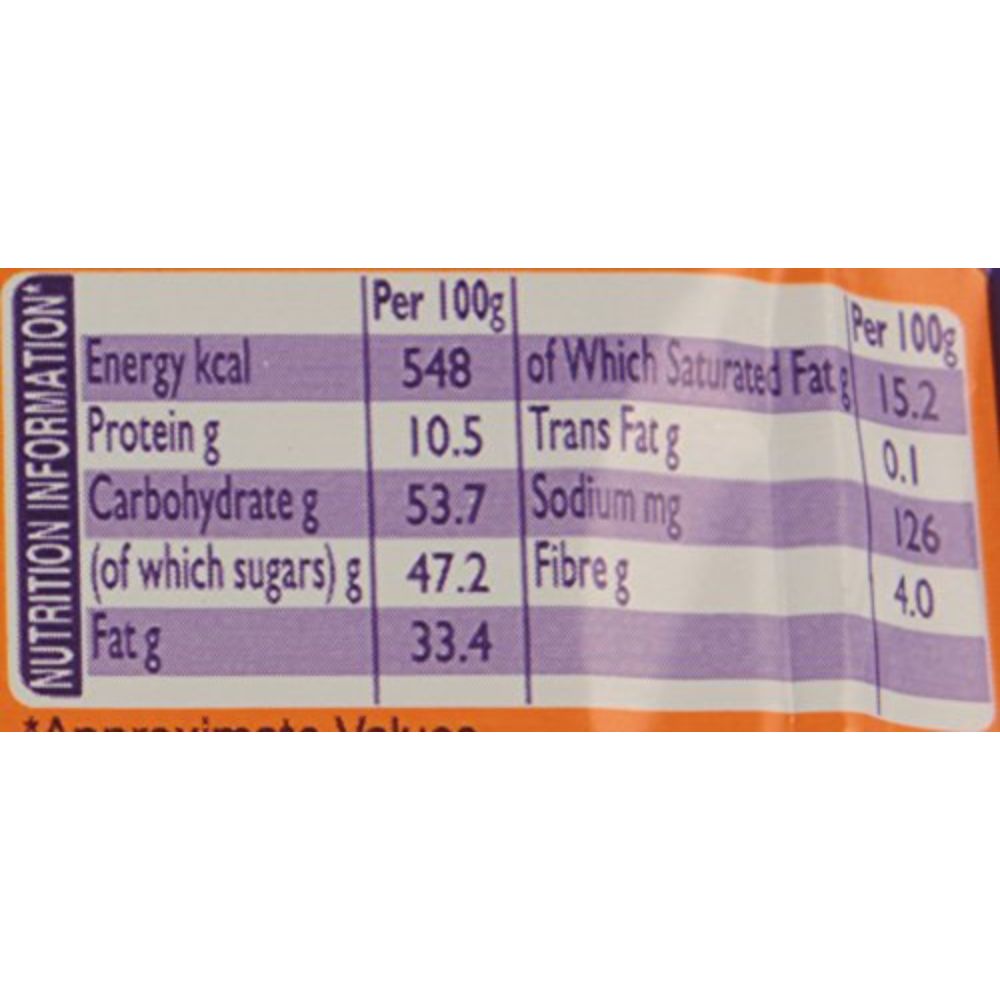 NUTRITION INFORMATION*
Per 100g Per 100g
Energy kcal 548 of Which Saturated Fat g 15.2
Protein g 10.5 Trans Fat g 0.1
Carbohydrate g 53.7 Sodium mg 126
(of which sugars) g 47.2 Fibre g 4.0
Fat g 33.4
*Approximate Values